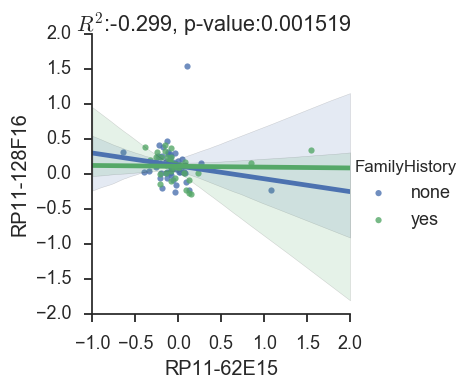 R²:-0.299, p-value:0.001519
2.0
1.5
1.0
0.5
0.0
−0.5
−1.0
−1.5
−2.0
RP11-128F16
−1.0 −0.5 0.0 0.5 1.0 1.5 2.0
RP11-62E15
FamilyHistory
none
yes